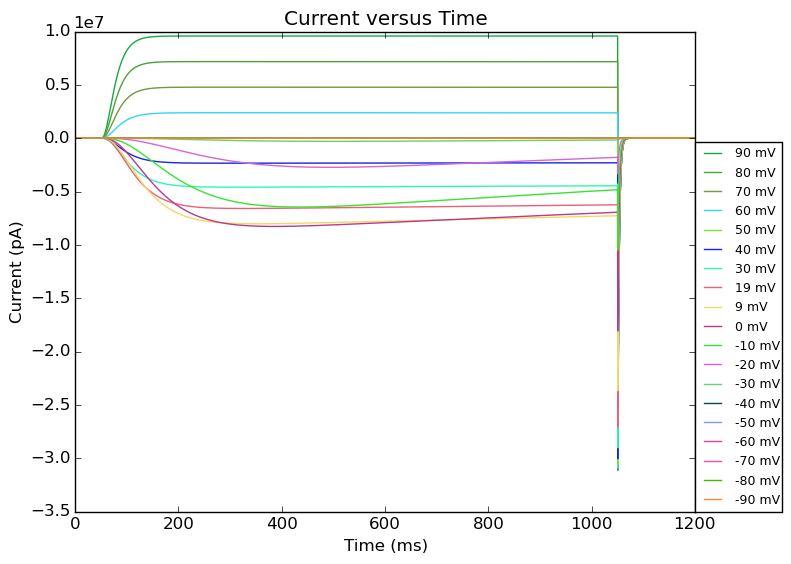 Current versus Time
1e7
1.0
0.5
0.0
−0.5
−1.0
−1.5
−2.0
−2.5
−3.0
−3.5
Current (pA)
0
200
400
600
800
1000
1200
Time (ms)
90 mV
80 mV
70 mV
60 mV
50 mV
40 mV
30 mV
19 mV
9 mV
0 mV
-10 mV
-20 mV
-30 mV
-40 mV
-50 mV
-60 mV
-70 mV
-80 mV
-90 mV